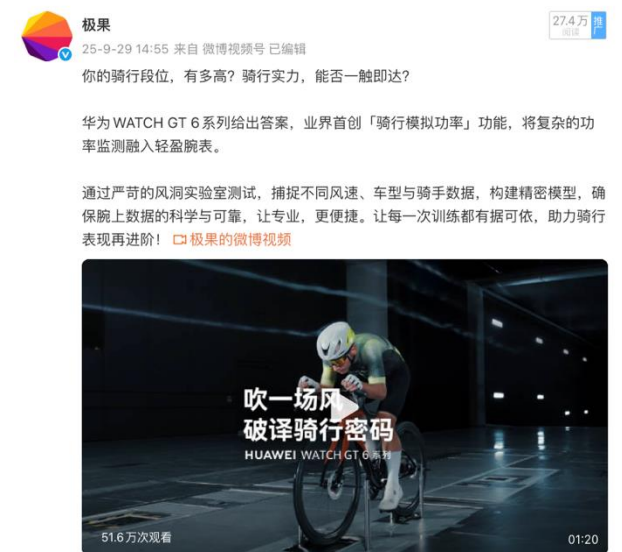 极果
27.4万
阅读
推广
25-9-29 14:55 来自 微博视频号 已编辑
你的骑行段位，有多高？骑行实力，能否一触即达？
华为 WATCH GT 6 系列给出答案，业界首创「骑行模拟功率」功能，将复杂的功
率监测融入轻盈腕表。
通过严苛的风洞实验室测试，捕捉不同风速、车型与骑手数据，构建精密模型，确
保腕上数据的科学与可靠，让专业，更便捷。让每一次训练都有据可依，助力骑行
表现再进阶！ 极果的微博视频
吹一场风
破译骑行密码
HUAWEI WATCH GT 6 系列
51.6万次观看
01:20